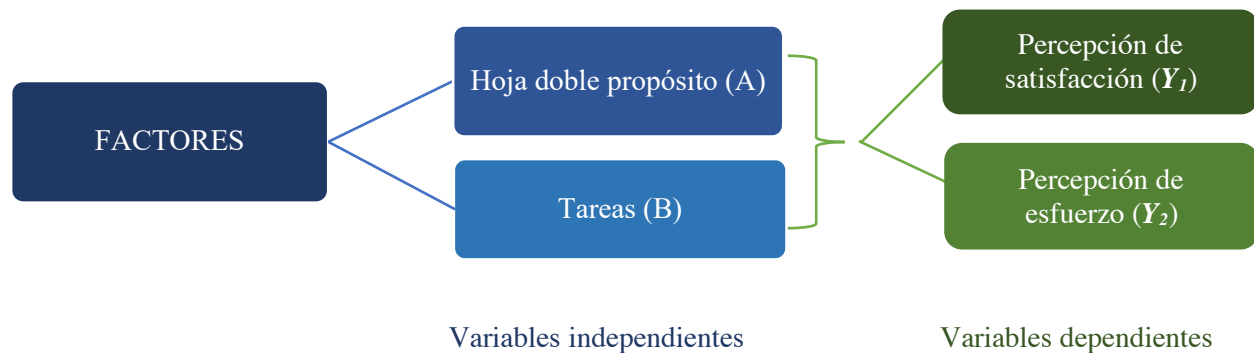 FACTORES
Hoja doble propósito (A)
Tareas (B)
Percepción de
satisfacción (Y1)
Percepción de
esfuerzo (Y2)
Variables independientes
Variables dependientes